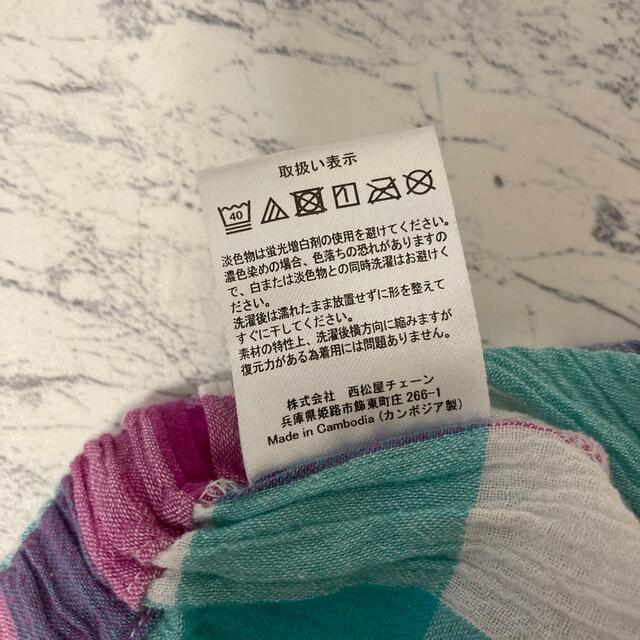 取扱い表示
40
淡色物は蛍光増白剤の使用を避けてください。
濃色染めの場合、色落ちの恐れがありますの
で、白または淡色物との同時洗濯はお避けく
ださい。
洗濯後は濡れたまま放置せずに形を整えて
すぐに干してください。
素材の特性上、洗濯後横方向に縮みますが
復元力がある為着用には問題ありません。
株式会社 西松屋チェーン
兵庫県姫路市飾東町庄 266-1
Made in Cambodia (カンボジア製)